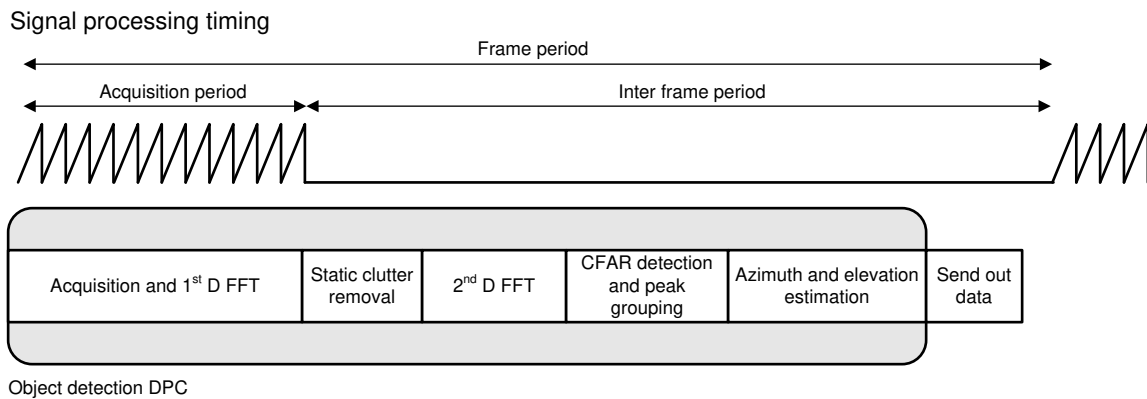 Signal processing timing
Frame period
Acquisition period
Inter frame period
Acquisition and 1st D FFT
Static clutter
removal
2nd D FFT
CFAR detection
and peak
grouping
Azimuth and elevation
estimation
Send out
data
Object detection DPC